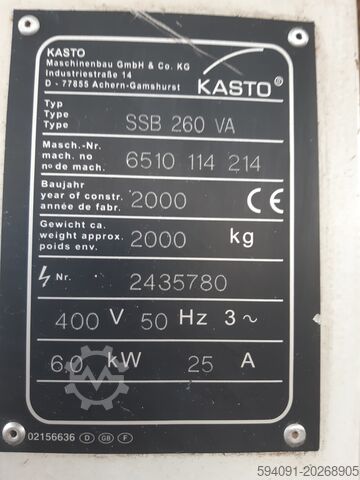 KASTO
Maschinenbau GmbH & Co. KG
Industriestraße 14
D - 77855 Achern-Gamshurst
KASTO®
Typ
Type
Type
SSB 260 VA
Masch.-Nr.
mach. no
no de mach.
6510 114 214
Baujahr
year of constr.
année de fabr.
2000
CE
Gewicht ca.
weight approx.
poids env.
2000 kg
Nr. 2435780
400 V 50 Hz 3~
6.0 kW 25 A
02156636 D GB F
594091-20268905